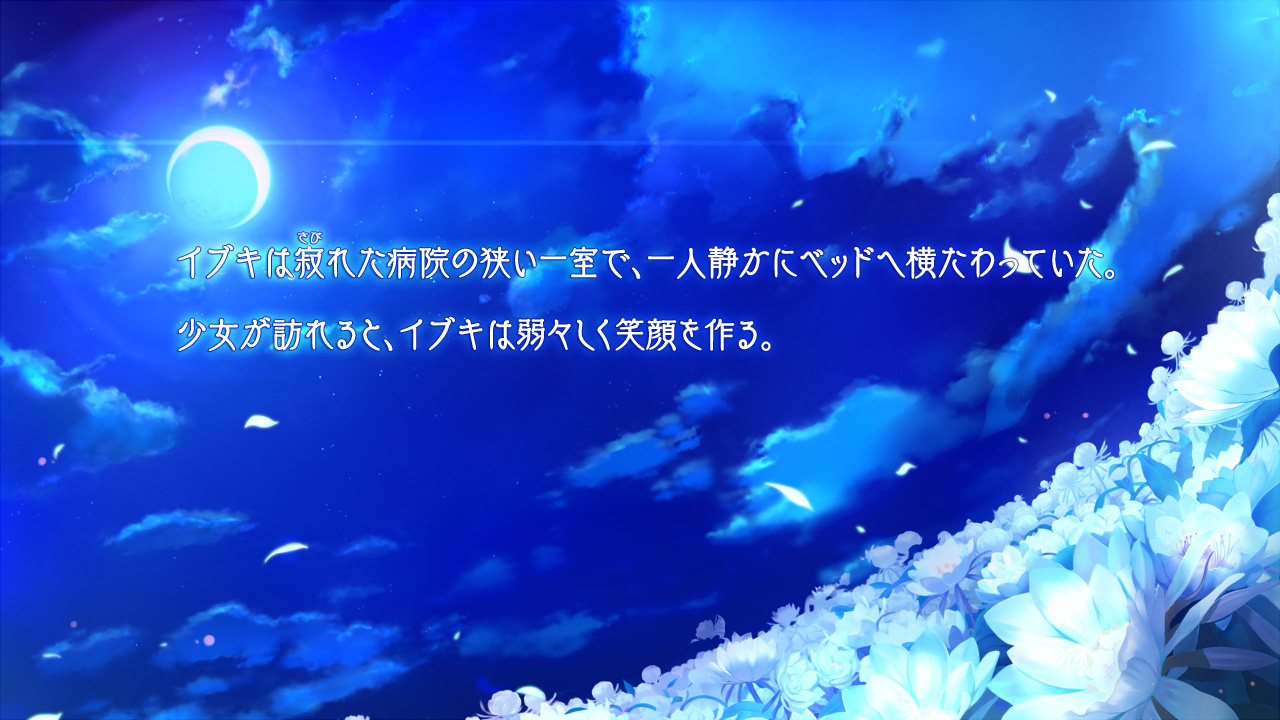 イブキは寂れた病院の狭い一室で、一人静かにベッドへ横たわっていた。
少女が訪れると、イブキは弱々しく笑顔を作る。